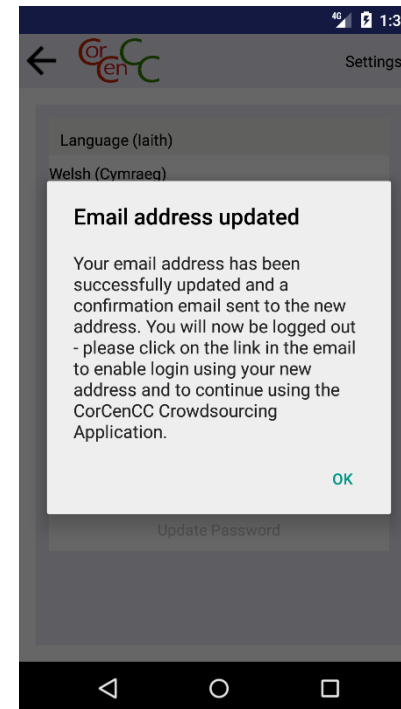 4G 1:3
CorCenCC
Settings
Language (Iaith)
Welsh (Cymraeg)
Email address updated
Your email address has been
successfully updated and a
confirmation email sent to the new
address. You will now be logged out
- please click on the link in the email
to enable login using your new
address and to continue using the
CorCenCC Crowdsourcing
Application.
OK
Update Password